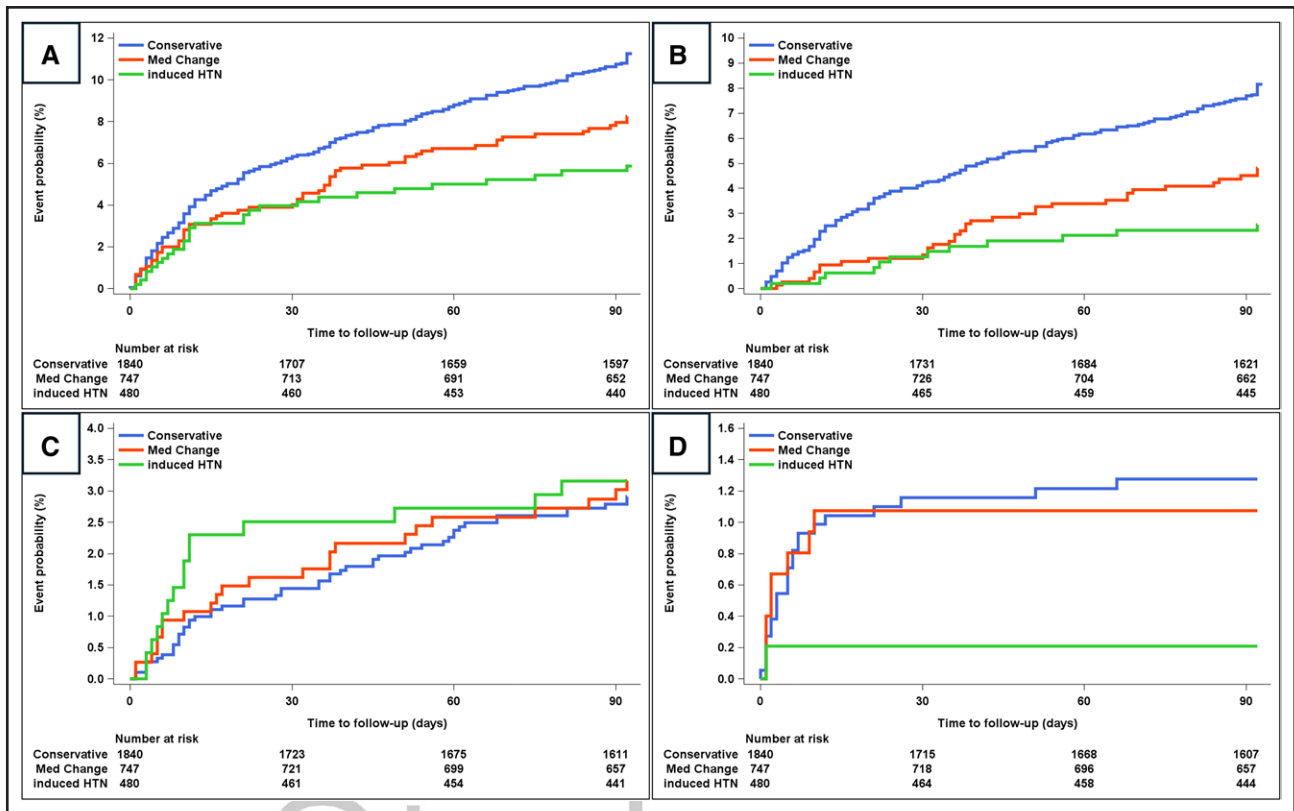 A
Conservative
Med Change
induced HTN
Event probability (%)
12
10
8
6
4
2
0
0 30 60 90
Time to follow-up (days)
Number at risk
Conservative 1840 1707 1659 1597
Med Change 747 713 691 652
induced HTN 480 460 453 440
B
Conservative
Med Change
induced HTN
Event probability (%)
10
9
8
7
6
5
4
3
2
1
0
0 30 60 90
Time to follow-up (days)
Number at risk
Conservative 1840 1731 1684 1621
Med Change 747 726 704 662
induced HTN 480 465 459 445
C
Conservative
Med Change
induced HTN
Event probability (%)
4.0
3.5
3.0
2.5
2.0
1.5
1.0
0.5
0.0
0 30 60 90
Time to follow-up (days)
Number at risk
Conservative 1840 1723 1675 1611
Med Change 747 721 699 657
induced HTN 480 461 454 441
D
Conservative
Med Change
induced HTN
Event probability (%)
1.6
1.4
1.2
1.0
0.8
0.6
0.4
0.2
0.0
0 30 60 90
Time to follow-up (days)
Number at risk
Conservative 1840 1715 1668 1607
Med Change 747 718 696 657
induced HTN 480 464 458 444